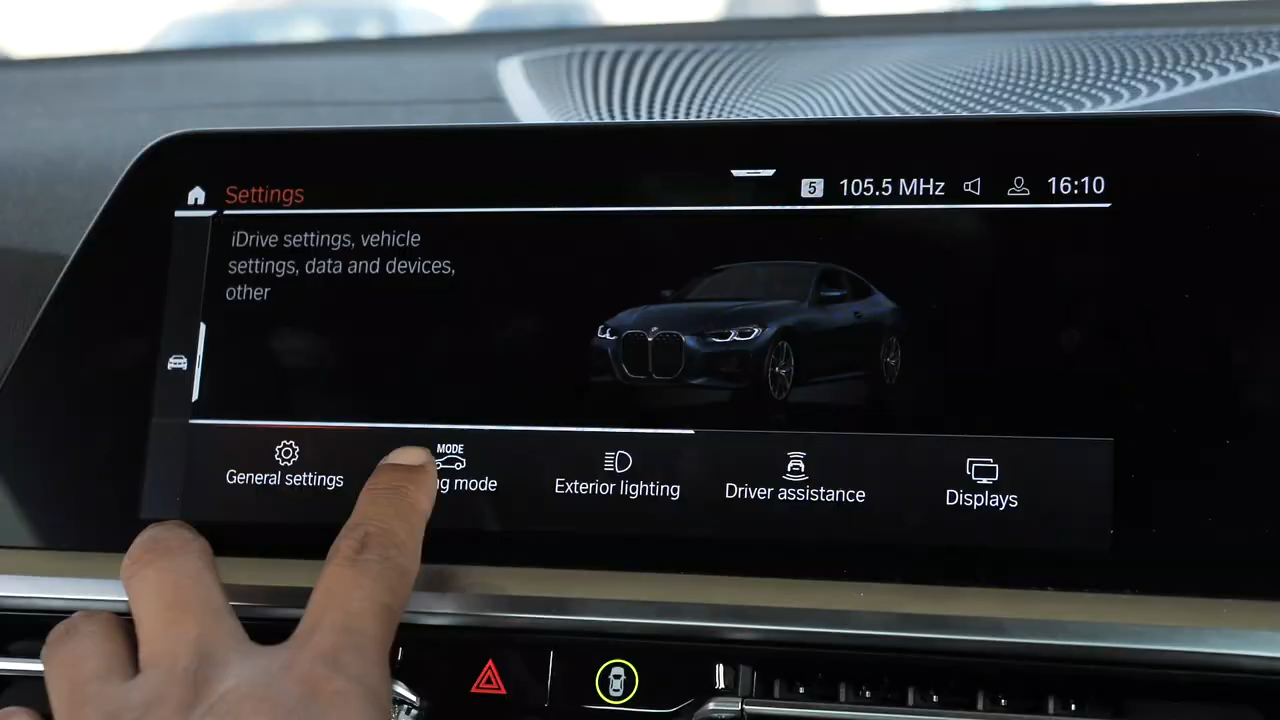 Settings
5 105.5 MHz 16:10
iDrive settings, vehicle
settings, data and devices,
other
MODE
General settings
g mode
Exterior lighting
Driver assistance
Displays